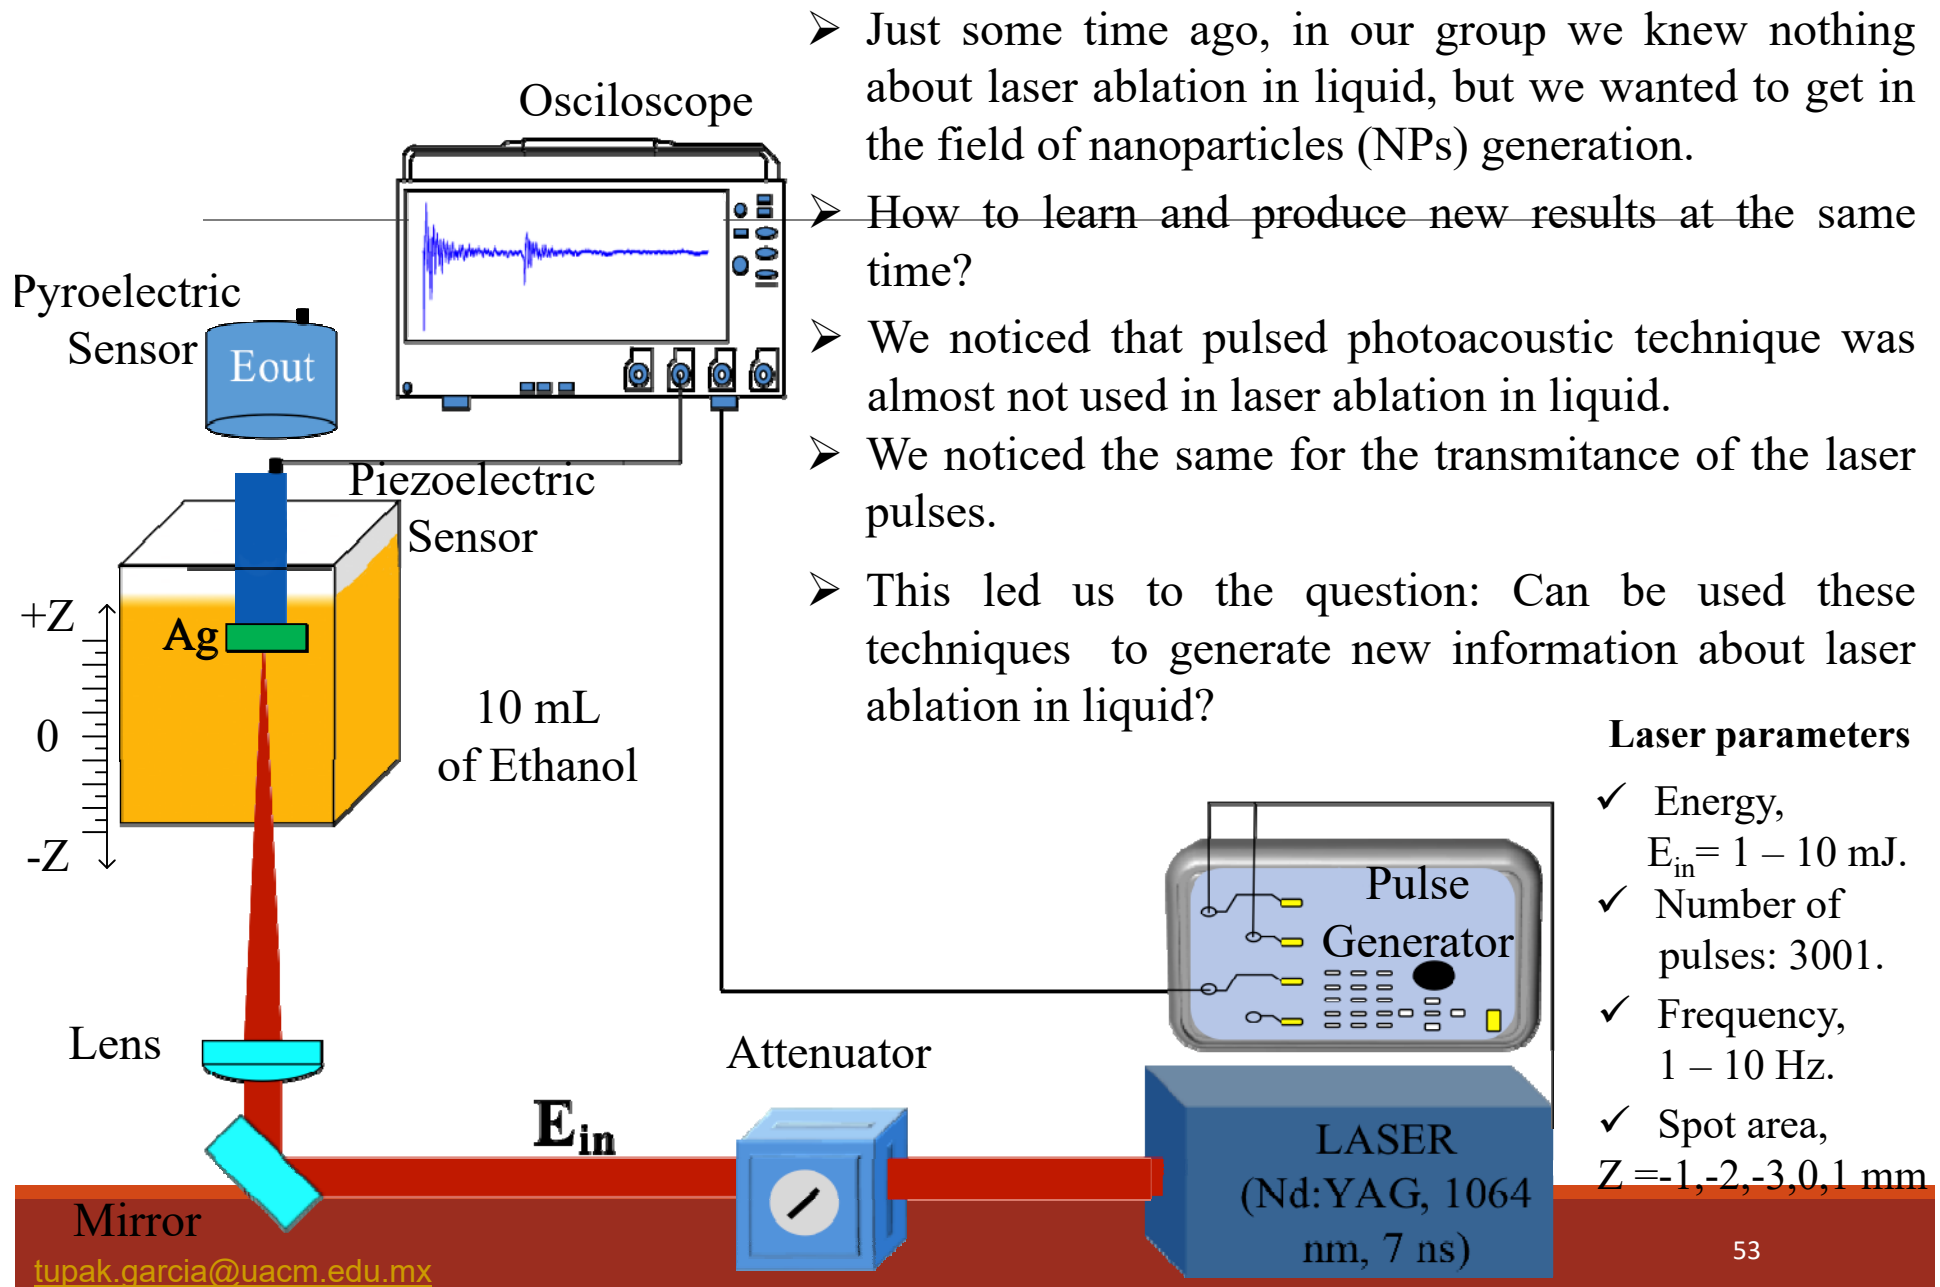 ➢ Just some time ago, in our group we knew nothing
about laser ablation in liquid, but we wanted to get in
the field of nanoparticles (NPs) generation.
➢ How to learn and produce new results at the same
time?
➢ We noticed that pulsed photoacoustic technique was
almost not used in laser ablation in liquid.
➢ We noticed the same for the transmitance of the laser
pulses.
➢ This led us to the question: Can be used these
techniques to generate new information about laser
ablation in liquid?
Osciloscope
Pyroelectric
Sensor
Eout
Piezoelectric
Sensor
+Z
Ag
0
-Z
10 mL
of Ethanol
Lens
Mirror
E_in
Attenuator
Pulse
Generator
LASER
(Nd:YAG, 1064
nm, 7 ns)
Laser parameters
✓ Energy,
E_in= 1 – 10 mJ.
✓ Number of
pulses: 3001.
✓ Frequency,
1 – 10 Hz.
✓ Spot area,
Z =-1,-2,-3,0,1 mm
tupak.garcia@uacm.edu.mx
53